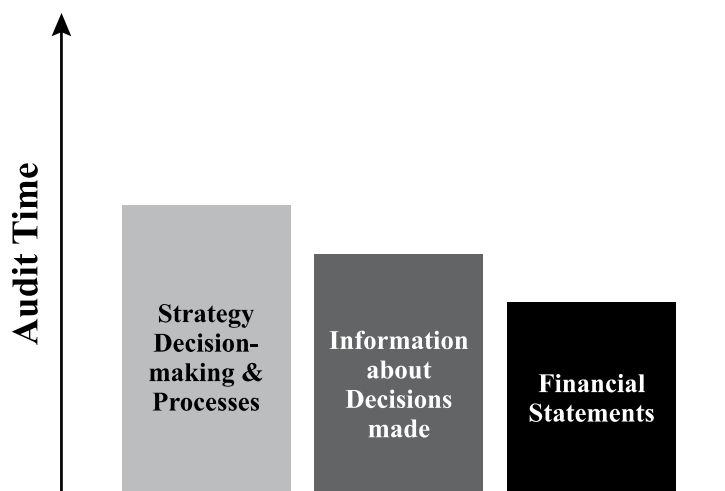 Audit Time
Strategy
Decision-
making &
Processes
Information
about
Decisions
made
Financial
Statements